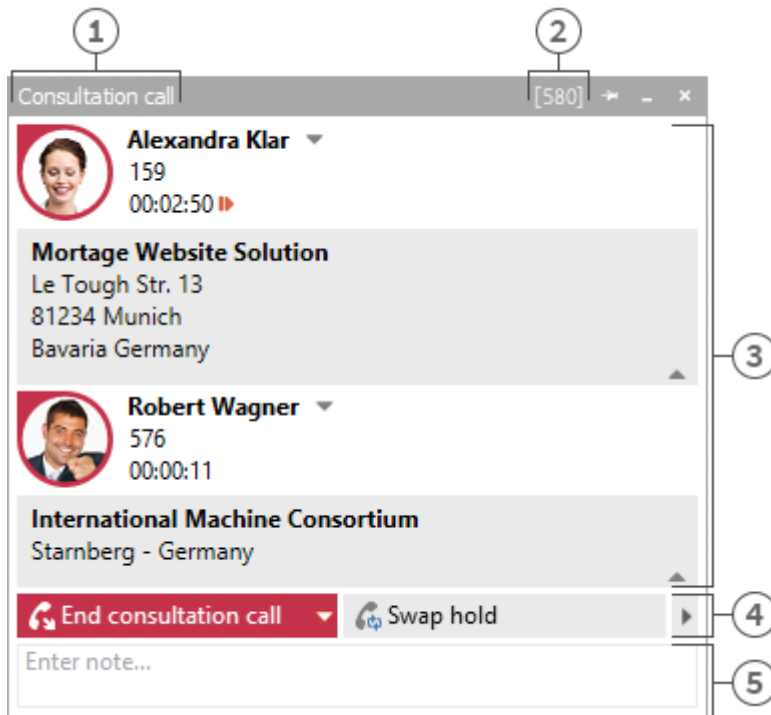 1
2
Consultation call
[580]
Alexandra Klar
159
00:02:50
Mortage Website Solution
Le Tough Str. 13
81234 Munich
Bavaria Germany
3
Robert Wagner
576
00:00:11
International Machine Consortium
Starnberg - Germany
End consultation call
Swap hold
4
Enter note...
5